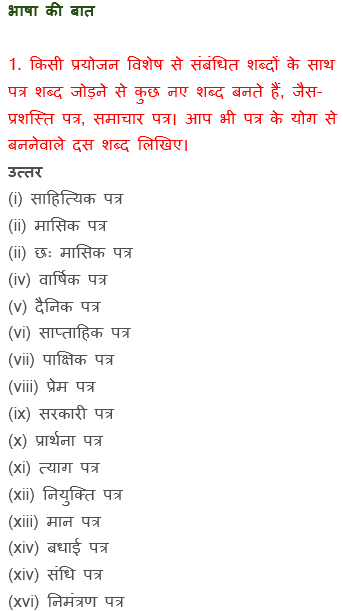 भाषा की बात
1. किसी प्रयोजन विशेष से संबंधित शब्दों के साथ
पत्र शब्द जोड़ने से कुछ नए शब्द बनते हैं, जैस-
प्रशस्ति पत्र, समाचार पत्र। आप भी पत्र के योग से
बननेवाले दस शब्द लिखिए।
उत्तर
(i) साहित्यिक पत्र
(ii) मासिक पत्र
(ii) छः मासिक पत्र
(iv) वार्षिक पत्र
(v) दैनिक पत्र
(vi) साप्ताहिक पत्र
(vii) पाक्षिक पत्र
(viii) प्रेम पत्र
(ix) सरकारी पत्र
(x) प्रार्थना पत्र
(xi) त्याग पत्र
(xii) नियुक्ति पत्र
(xiii) मान पत्र
(xiv) बधाई पत्र
(xiv) संधि पत्र
(xvi) निमंत्रण पत्र